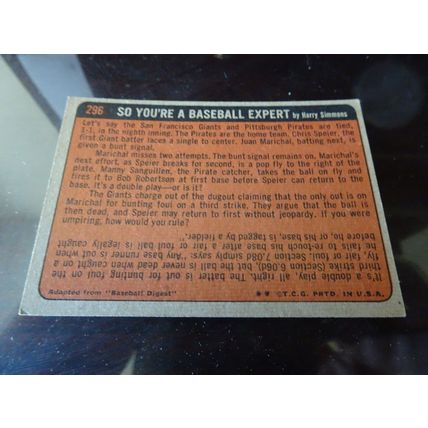 296 SO YOU'RE A BASEBALL EXPERT by Harry Simmons
Let's say the San Francisco Giants and Pittsburgh Pirates are tied,
1-1, in the eighth inning. The Pirates are the home team. Chris Speier, the
first Giant batter laces a single to center. Juan Marichal, batting next, is
given a bunt signal.
Marichal misses two attempts. The bunt signal remains on. Marichal's
next effort, as Speier breaks for second, is a pop fly to the right of the
plate. Manny Sanguillen, the Pirate catcher, takes the ball on fly and
fires it to Bob Robertson at first base before Speier can return to the
base. It's a double play—or is it?
The Giants charge out of the dugout claiming that the only out is on
Marichal for bunting foul on a third strike. They argue that the ball is
then dead, and Speier may return to first without jeopardy. If you were
umpiring, how would you rule?
It's a double play, all right. The batter is out for bunting foul on the
third strike (Section 6.06d) but the ball is never dead when caught on a
fly, fair or foul. Section 7.08d simply says: Any base runner is out when
he fails to re-touch his base after a fair or foul ball is legally caught
before he, or his base, is tagged by a fielder.
Adapted from "Baseball Digest"
** ©T.C.G. PRTD. IN U.S.A.